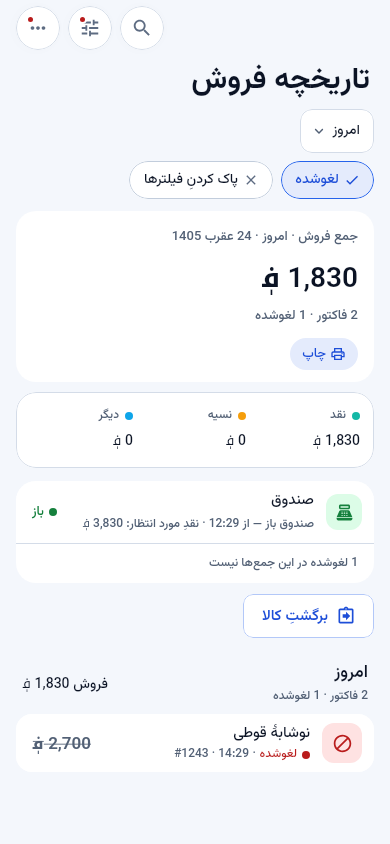 تاریخچه فروش
امروز
لغوشده
پاک کردنِ فیلترها
جمع فروش · امروز · 24 عقرب 1405
1,830 ؋
2 فاکتور · 1 لغوشده
چاپ
نقد
نسیه
دیگر
1,830 ؋
0 ؋
0 ؋
صندوق
صندوق باز — از 12:29 · نقدِ مورد انتظار: 3,830 ؋
باز
1 لغوشده در این جمع‌ها نیست
برگشتِ کالا
امروز
فروش 1,830 ؋
2 فاکتور · 1 لغوشده
نوشابهٔ قوطی
2,700 ؋
لغوشده · 14:29 · #1243